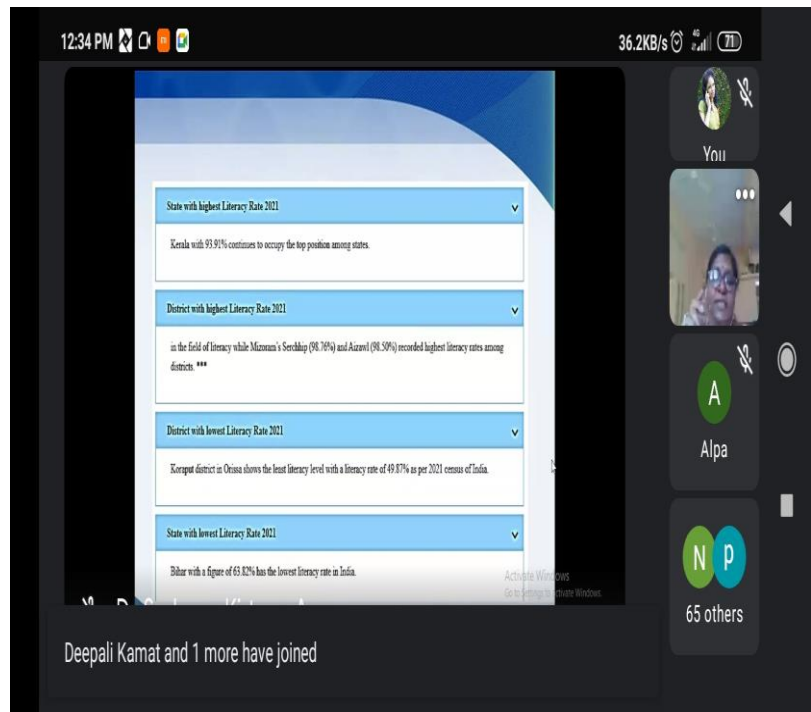 12:34 PM
36.2KB/s 4G 71
State with highest Literacy Rate 2021
Kerala with 93.91% continues to occupy the top position among states.
District with highest Literacy Rate 2021
in the field of literacy while Mizoram's Serchhip (98.76%) and Aizawl (98.50%) recorded highest literacy rates among
districts. ***
District with lowest Literacy Rate 2021
Koraput district in Orissa shows the least literacy level with a literacy rate of 49.87% as per 2021 census of India.
State with lowest Literacy Rate 2021
Bihar with a figure of 63.82% has the lowest literacy rate in India.
Activate Windows
Go to Settings to activate Windows.
You
A
Alpa
N P
65 others
Deepali Kamat and 1 more have joined